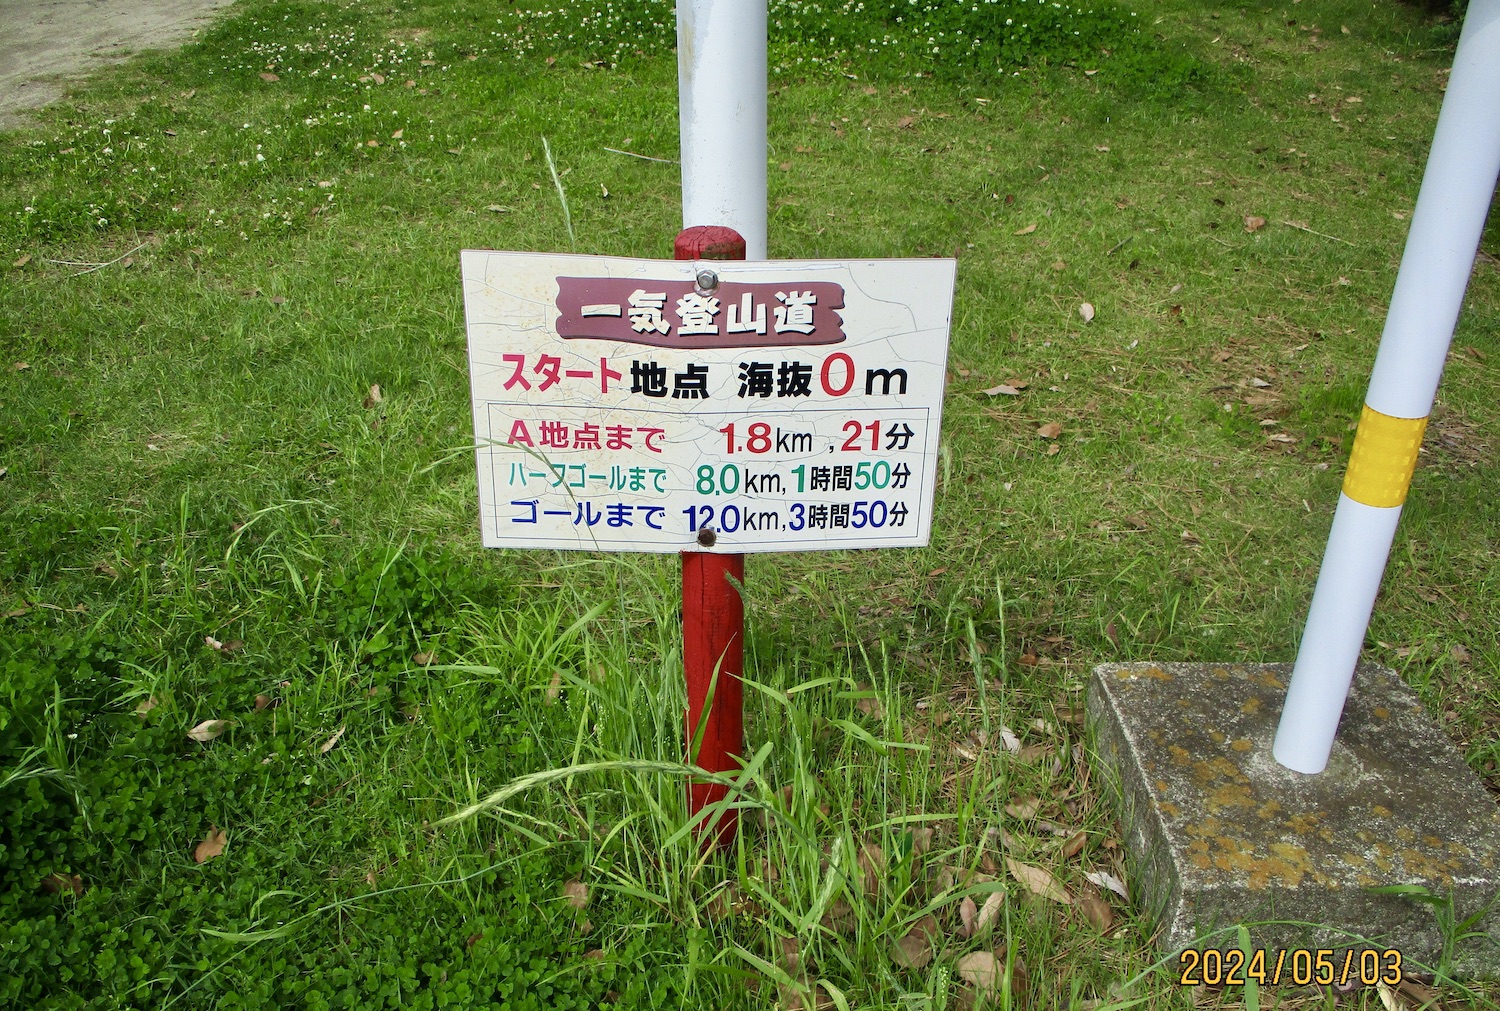 一気登山道
スタート地点 海抜0m
A地点まで 1.8km,21分
ハーフゴールまで 8.0km,1時間50分
ゴールまで 12.0km,3時間50分
2024/05/03